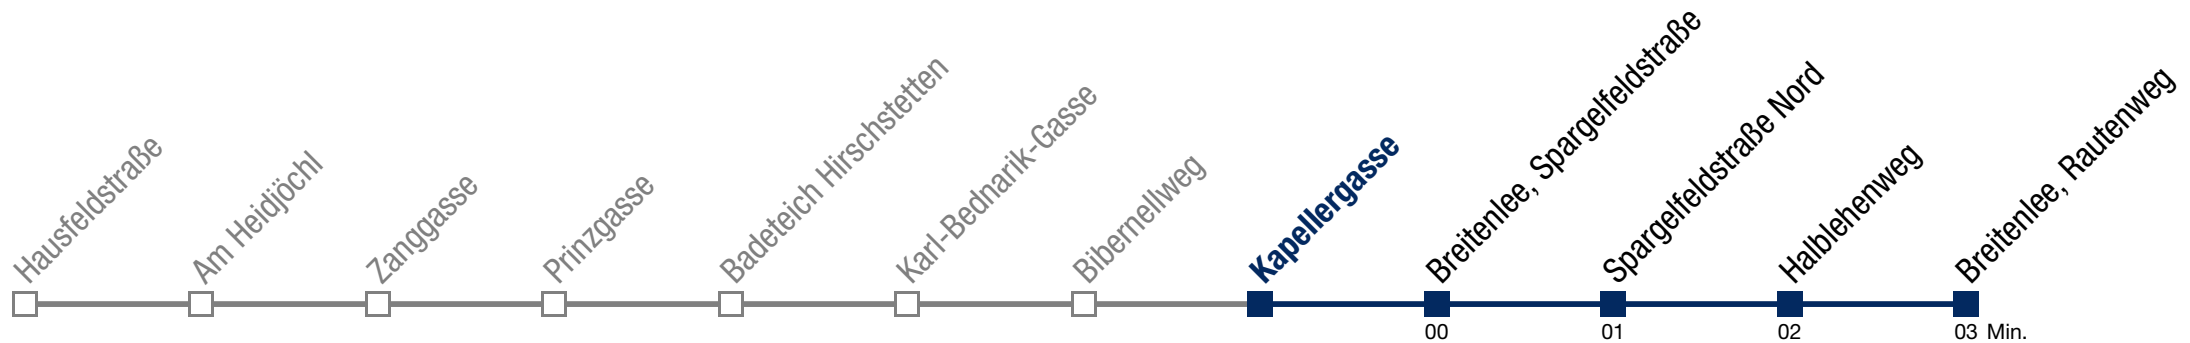 Hausfeldstraße
Am Heidjöchl
Zanggasse
Prinzgasse
Badeteich Hirschstetten
Karl-Bednarik-Gasse
Bibernellweg
Kapellergasse
Breitenlee, Spargelfeldstraße
Spargelfeldstraße Nord
Halblehenweg
Breitenlee, Rautenweg
00 01 02 03 Min.